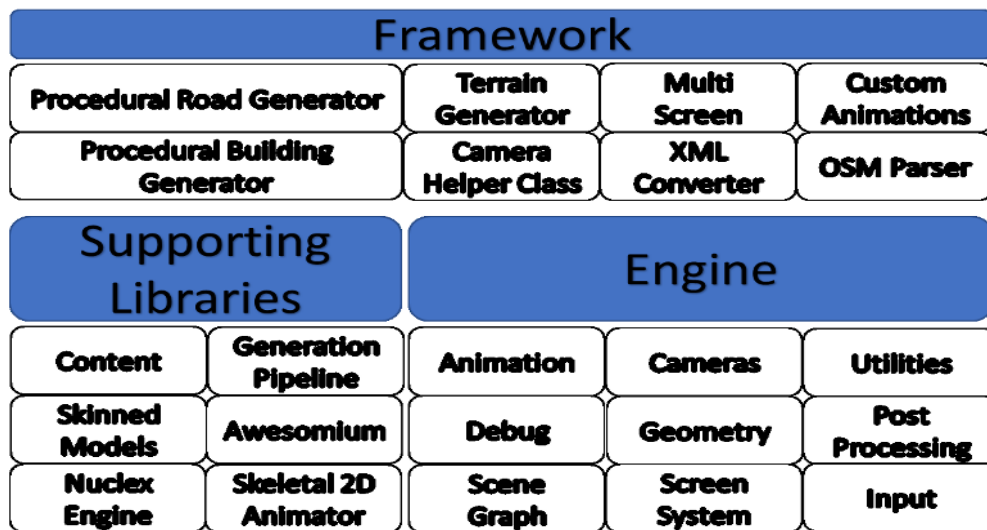 Framework
Procedural Road Generator
Terrain
Generator
Multi
Screen
Custom
Animations
Procedural Building
Generator
Camera
Helper Class
XML
Converter
OSM Parser
Supporting
Libraries
Engine
Content
Generation
Pipeline
Animation
Cameras
Utilities
Skinned
Models
Awesomium
Debug
Geometry
Post
Processing
Nuclex
Engine
Skeletal 2D
Animator
Scene
Graph
Screen
System
Input